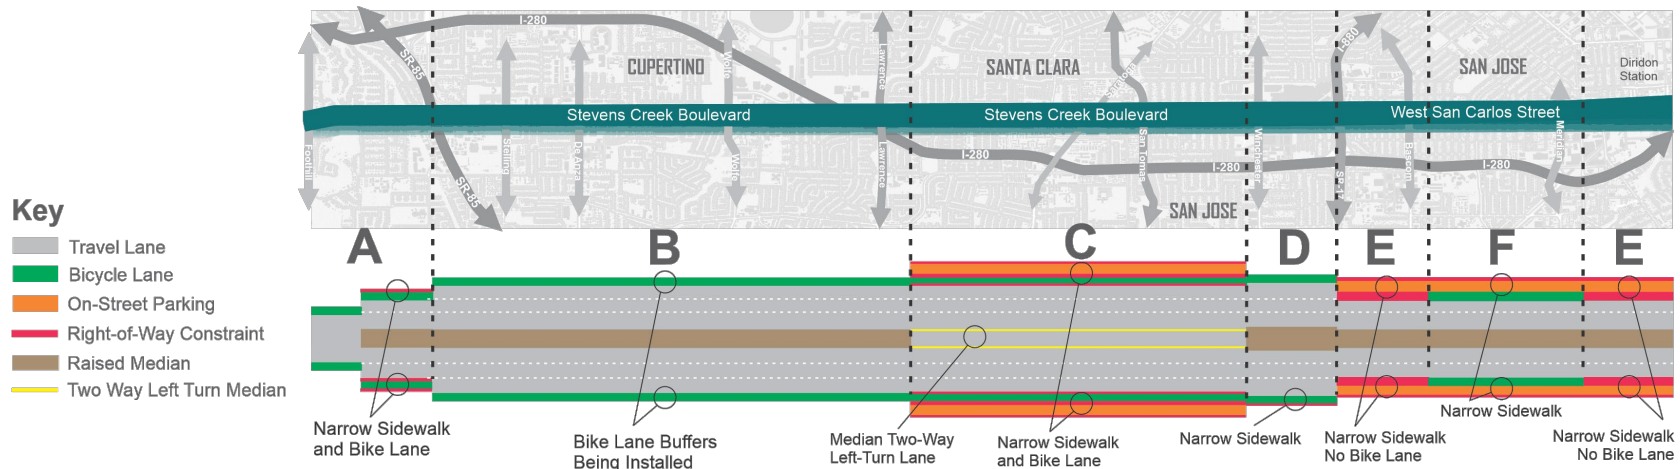 I-280
SR-85
CUPERTINO
Wolfe
Lawrence
SANTA CLARA
Saratoga
I-880
SAN JOSE
Diridon
Station
Stevens Creek Boulevard
Stevens Creek Boulevard
West San Carlos Street
Foothill
SR-85
Stelling
De Anza
Wolfe
Lawrence
I-280
San Tomas
I-280
Winchester
SR-17
Bascom
I-280
Meridian
SAN JOSE
Key
Travel Lane
Bicycle Lane
On-Street Parking
Right-of-Way Constraint
Raised Median
Two Way Left Turn Median
A
B
C
D
E
F
E
Narrow Sidewalk
and Bike Lane
Bike Lane Buffers
Being Installed
Median Two-Way
Left-Turn Lane
Narrow Sidewalk
and Bike Lane
Narrow Sidewalk
Narrow Sidewalk
No Bike Lane
Narrow Sidewalk
Narrow Sidewalk
No Bike Lane